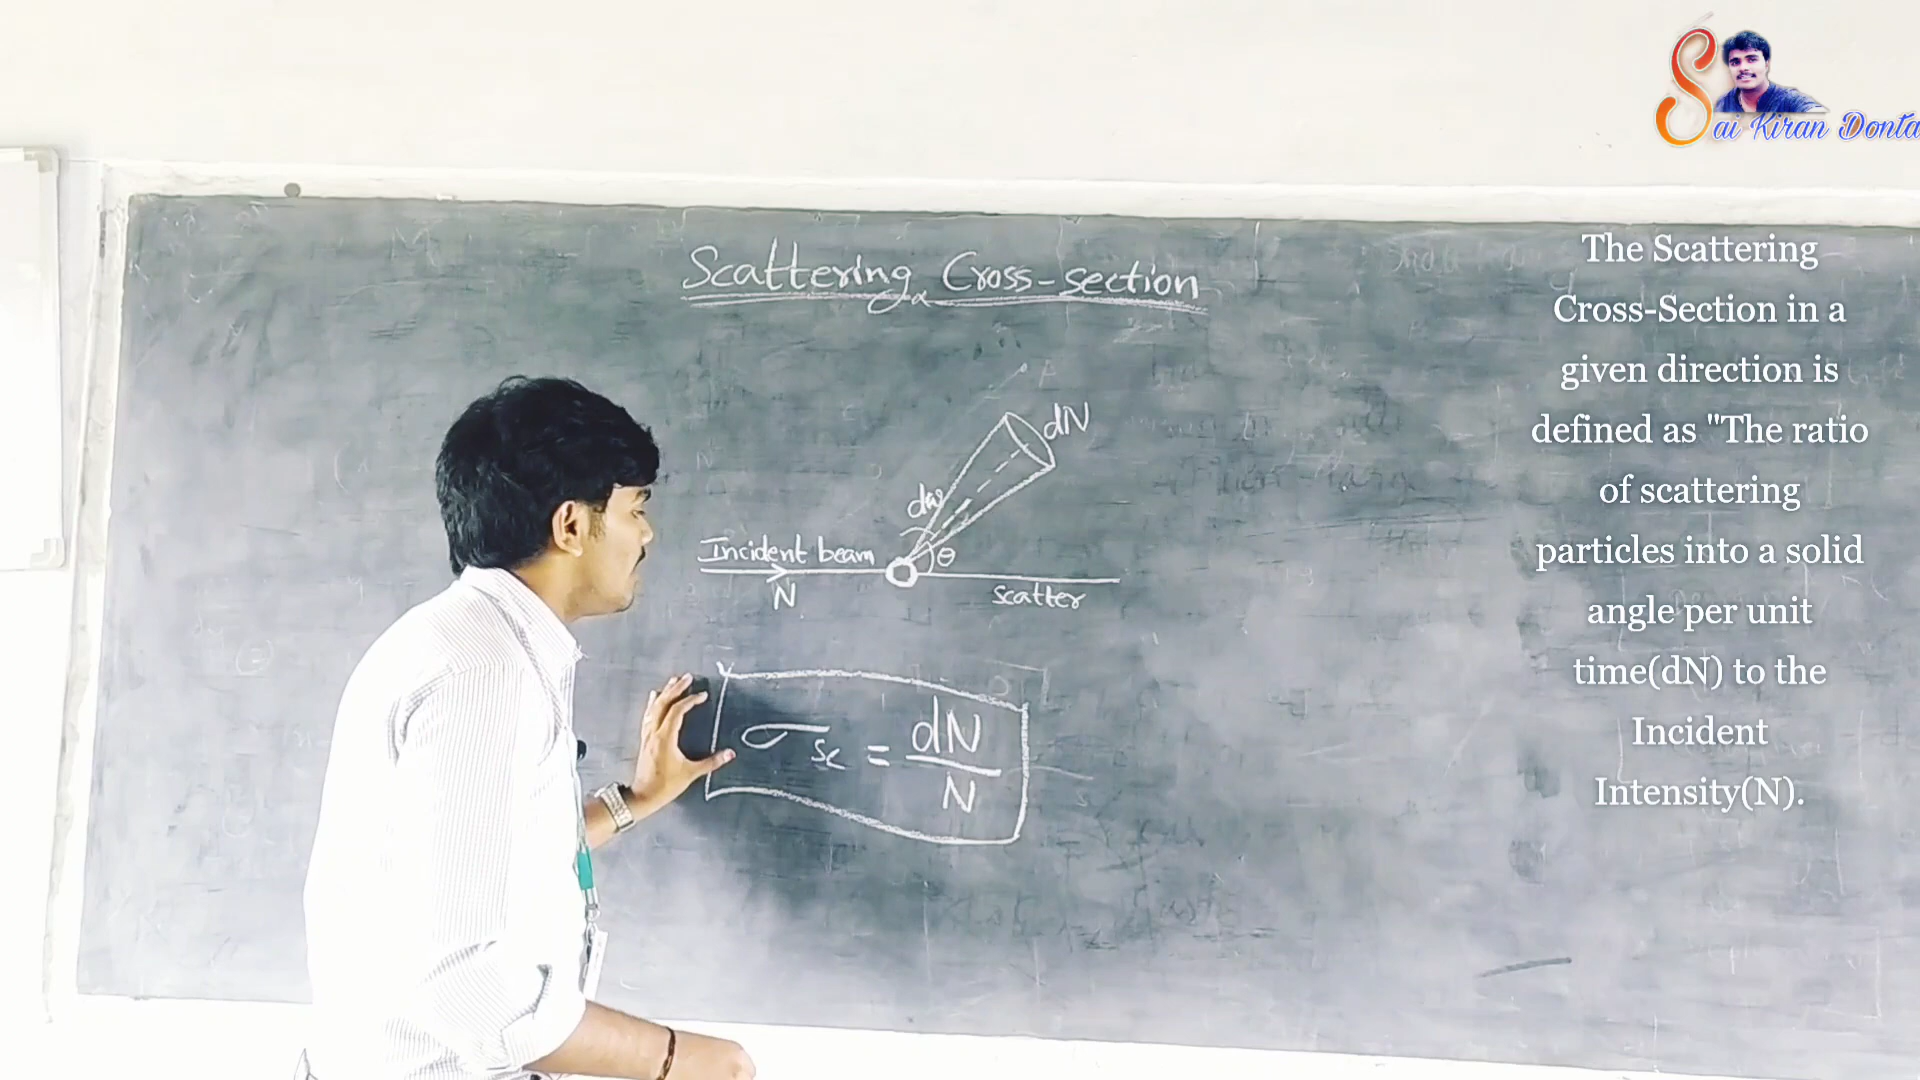 Sai Kiran Donta
Scattering Cross-section
dN
dω
Incident beam
θ
N
scatter
σsc = dN/N
The Scattering
Cross-Section in a
given direction is
defined as "The ratio
of scattering
particles into a solid
angle per unit
time(dN) to the
Incident
Intensity(N).